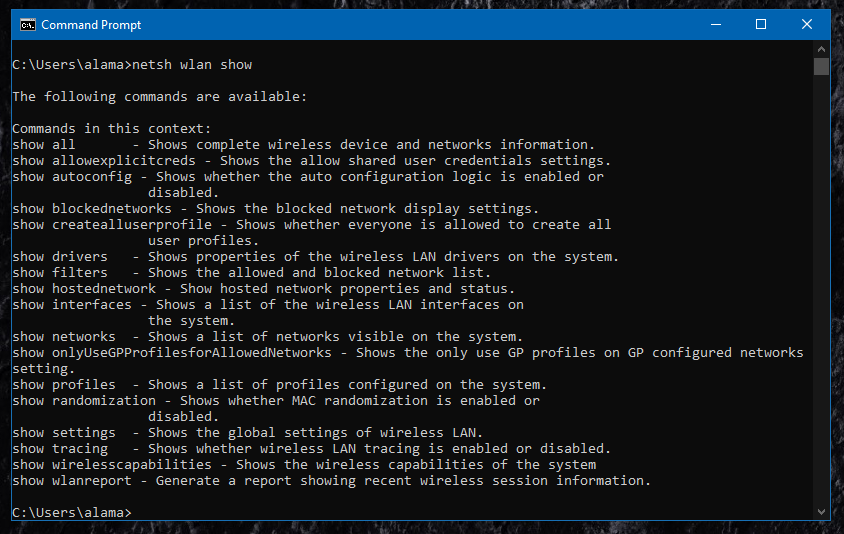 Command Prompt
C:\Users\alama>netsh wlan show
The following commands are available:
Commands in this context:
show all       - Shows complete wireless device and networks information.
show allowexplicitcreds - Shows the allow shared user credentials settings.
show autoconfig - Shows whether the auto configuration logic is enabled or
                 disabled.
show blockednetworks - Shows the blocked network display settings.
show createalluserprofile - Shows whether everyone is allowed to create all
                 user profiles.
show drivers   - Shows properties of the wireless LAN drivers on the system.
show filters   - Shows the allowed and blocked network list.
show hostednetwork - Show hosted network properties and status.
show interfaces - Shows a list of the wireless LAN interfaces on
                 the system.
show networks  - Shows a list of networks visible on the system.
show onlyUseGPProfilesforAllowedNetworks - Shows the only use GP profiles on GP configured networks
setting.
show profiles  - Shows a list of profiles configured on the system.
show randomization - Shows whether MAC randomization is enabled or
                 disabled.
show settings  - Shows the global settings of wireless LAN.
show tracing   - Shows whether wireless LAN tracing is enabled or disabled.
show wirelesscapabilities - Shows the wireless capabilities of the system
show wlanreport - Generate a report showing recent wireless session information.
C:\Users\alama>